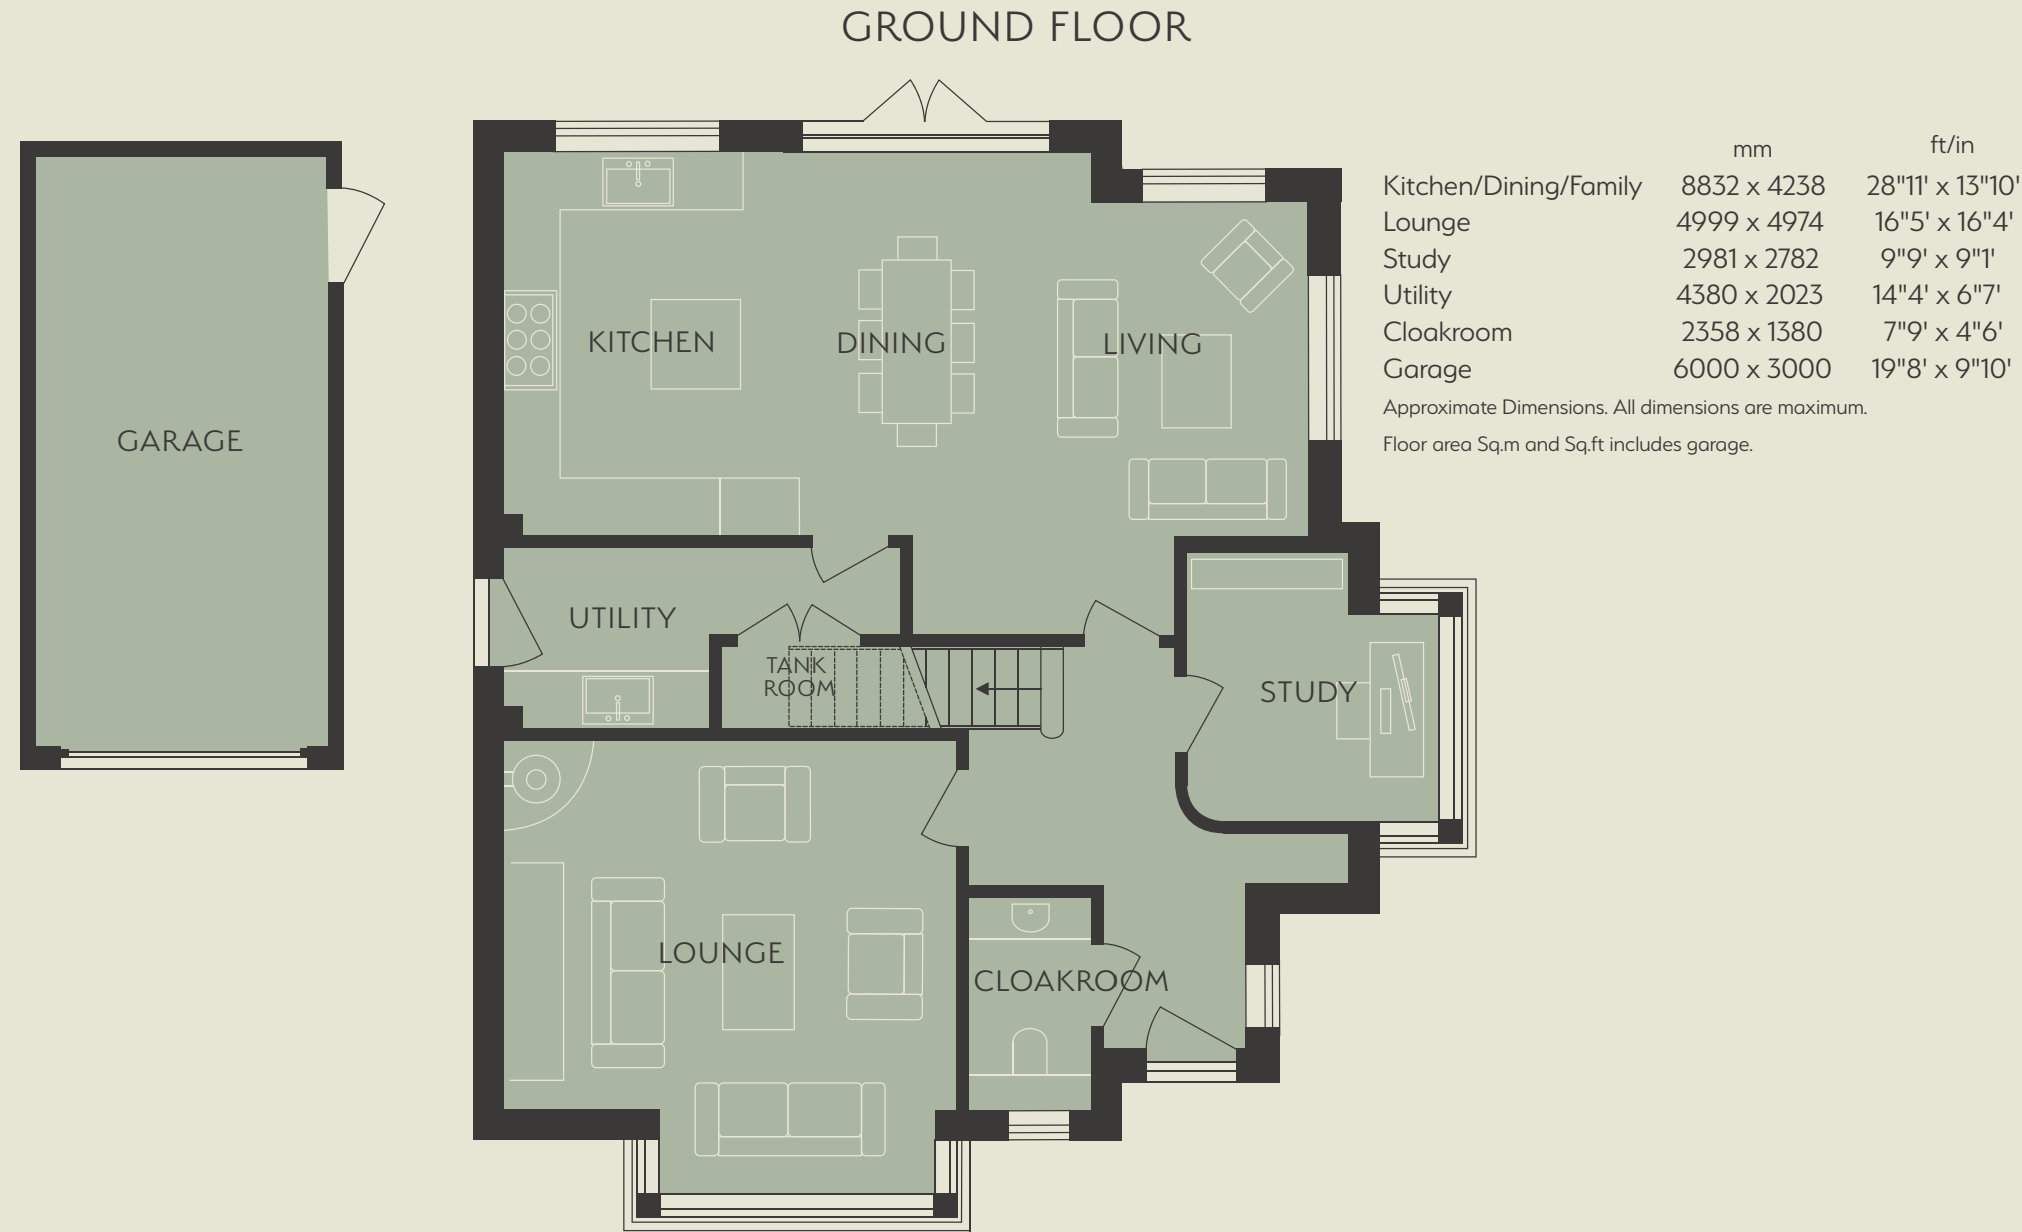 GROUND FLOOR
mm ft/in
Kitchen/Dining/Family 8832 x 4238 28"11' x 13"10'
Lounge 4999 x 4974 16"5' x 16"4'
Study 2981 x 2782 9"9' x 9"1'
Utility 4380 x 2023 14"4' x 6"7'
Cloakroom 2358 x 1380 7"9' x 4"6'
Garage 6000 x 3000 19"8' x 9"10'
Approximate Dimensions. All dimensions are maximum.
Floor area Sq.m and Sq.ft includes garage.
KITCHEN
DINING
LIVING
GARAGE
UTILITY
TANK
ROOM
STUDY
LOUNGE
CLOAKROOM